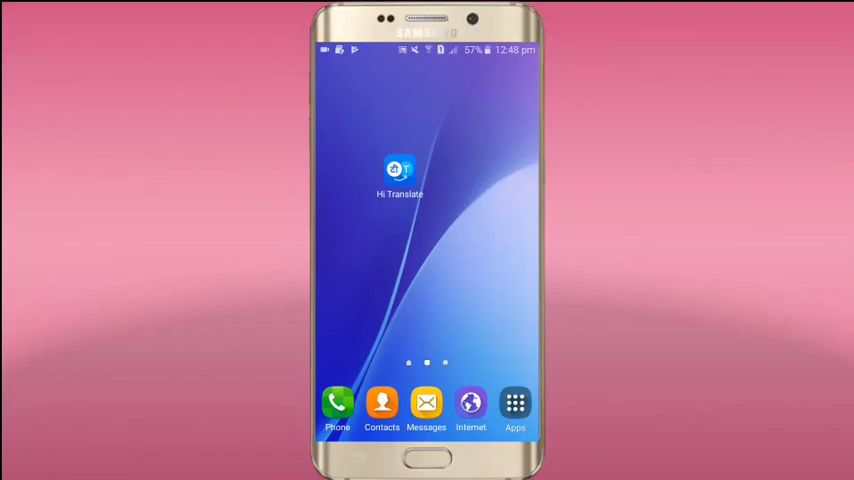 SAMSUNG
57% 12:48 pm
Hi Translate
Phone Contacts Messages Internet Apps